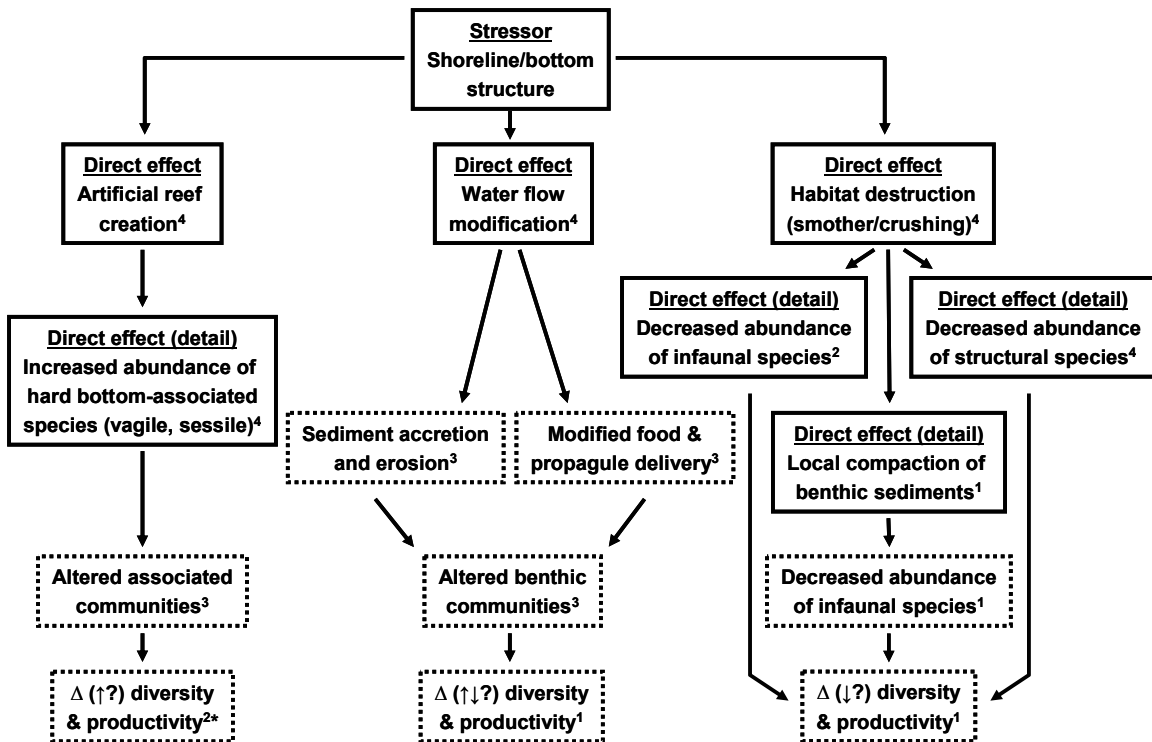 Stressor
Shoreline/bottom
structure
Direct effect
Artificial reef
creation⁴
Direct effect
Water flow
modification⁴
Direct effect
Habitat destruction
(smother/crushing)⁴
Direct effect (detail)
Increased abundance of
hard bottom-associated
species (vagile, sessile)⁴
Direct effect (detail)
Decreased abundance
of infaunal species²
Direct effect (detail)
Decreased abundance
of structural species⁴
Sediment accretion
and erosion³
Modified food &
propagule delivery³
Direct effect (detail)
Local compaction of
benthic sediments¹
Altered associated
communities³
Altered benthic
communities³
Decreased abundance
of infaunal species¹
Δ (↑?) diversity
& productivity²*
Δ (↑↓?) diversity
& productivity¹
Δ (↓?) diversity
& productivity¹